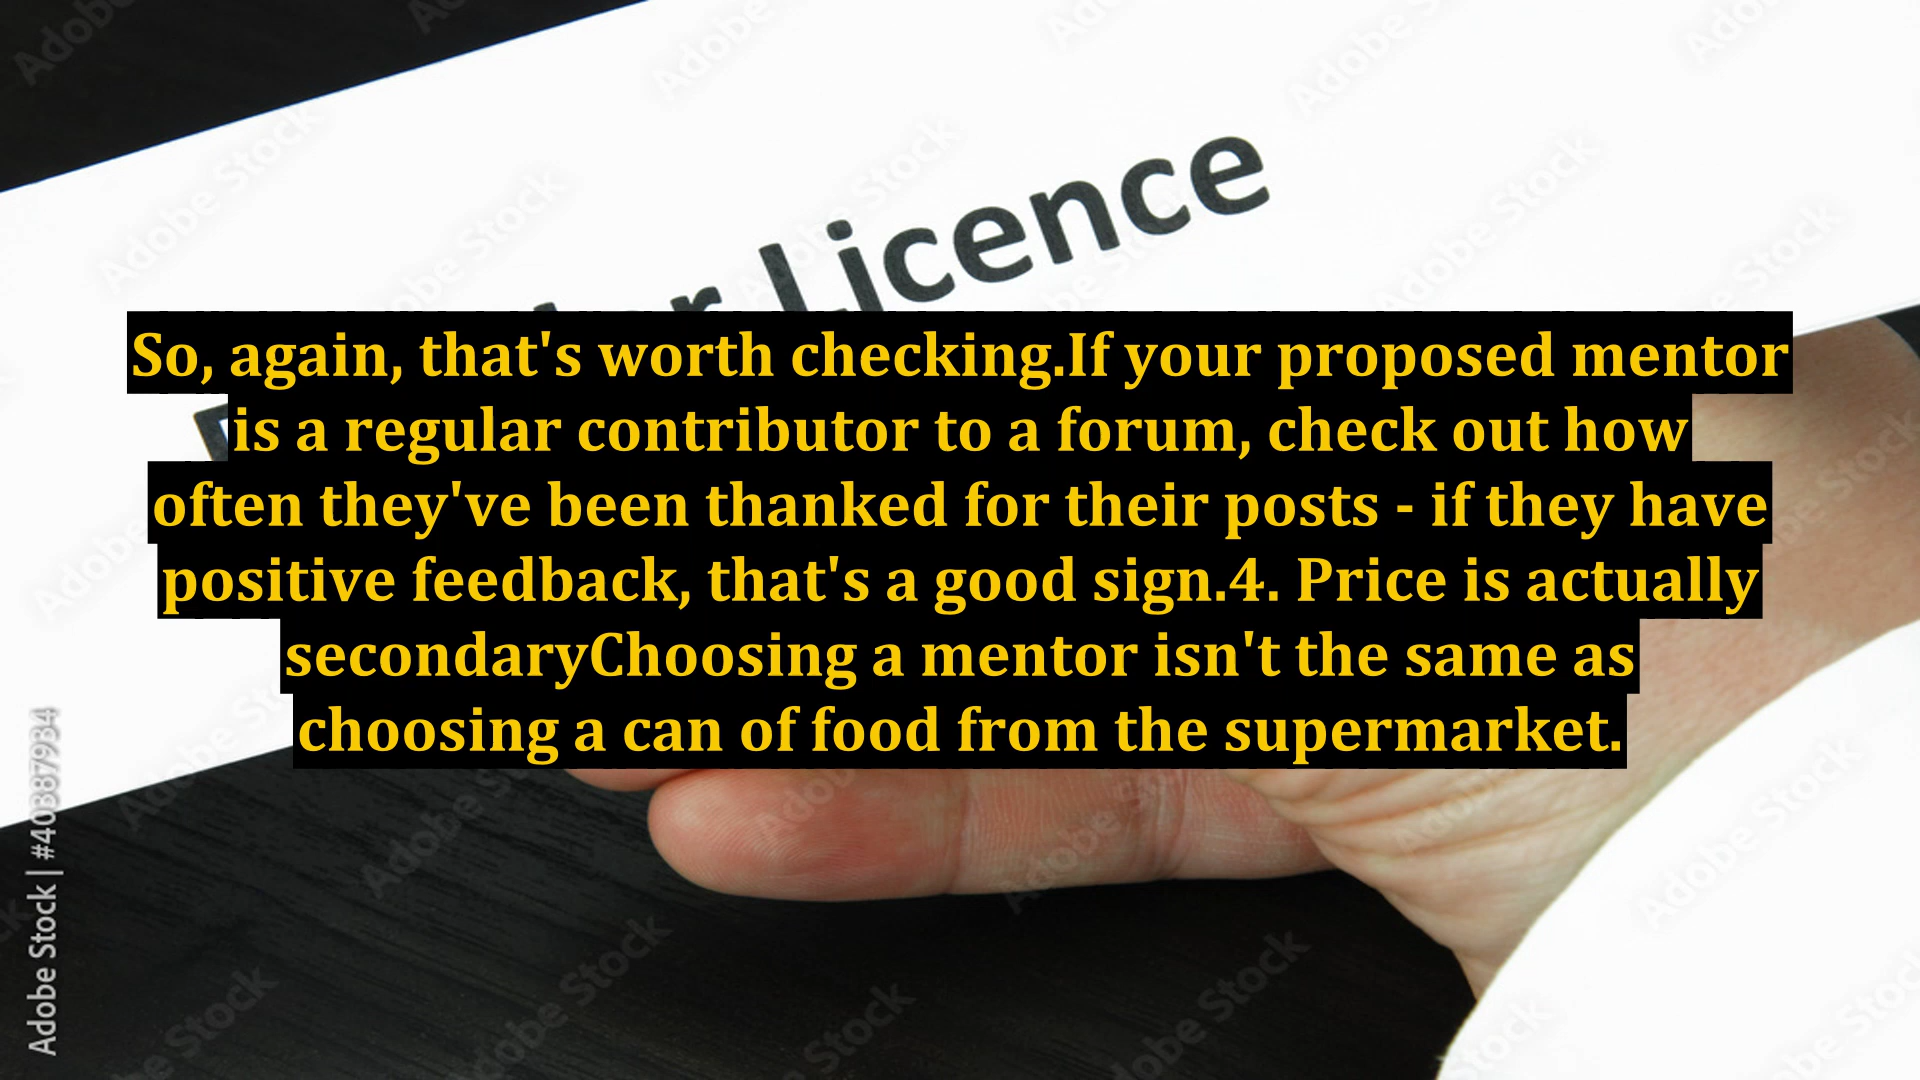 Licence
So, again, that's worth checking.If your proposed mentor
is a regular contributor to a forum, check out how
often they've been thanked for their posts - if they have
positive feedback, that's a good sign.4. Price is actually
secondaryChoosing a mentor isn't the same as
choosing a can of food from the supermarket.
Adobe Stock | #403887934